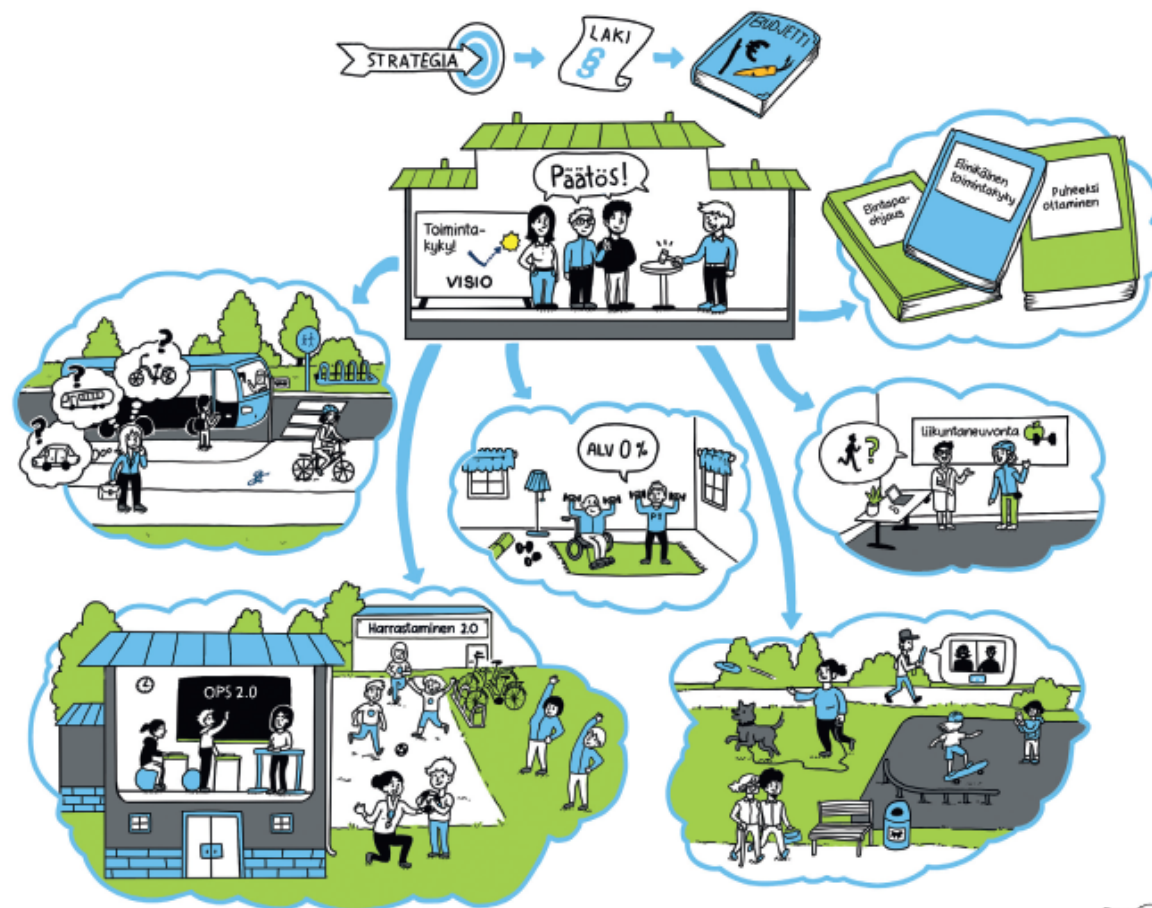 STRATEGIA
LAKI
§
BUDJETTI
€
Päätös!
Toiminta-
kyky!
VISIO
Elintapa-
ohjaus
Elinikäinen
toimintakyky
Puheeksi
ottaminen
?
?
?
ALV 0 %
PT
liikuntaneuvonta
?
Harrastaminen 2.0
OPS 2.0